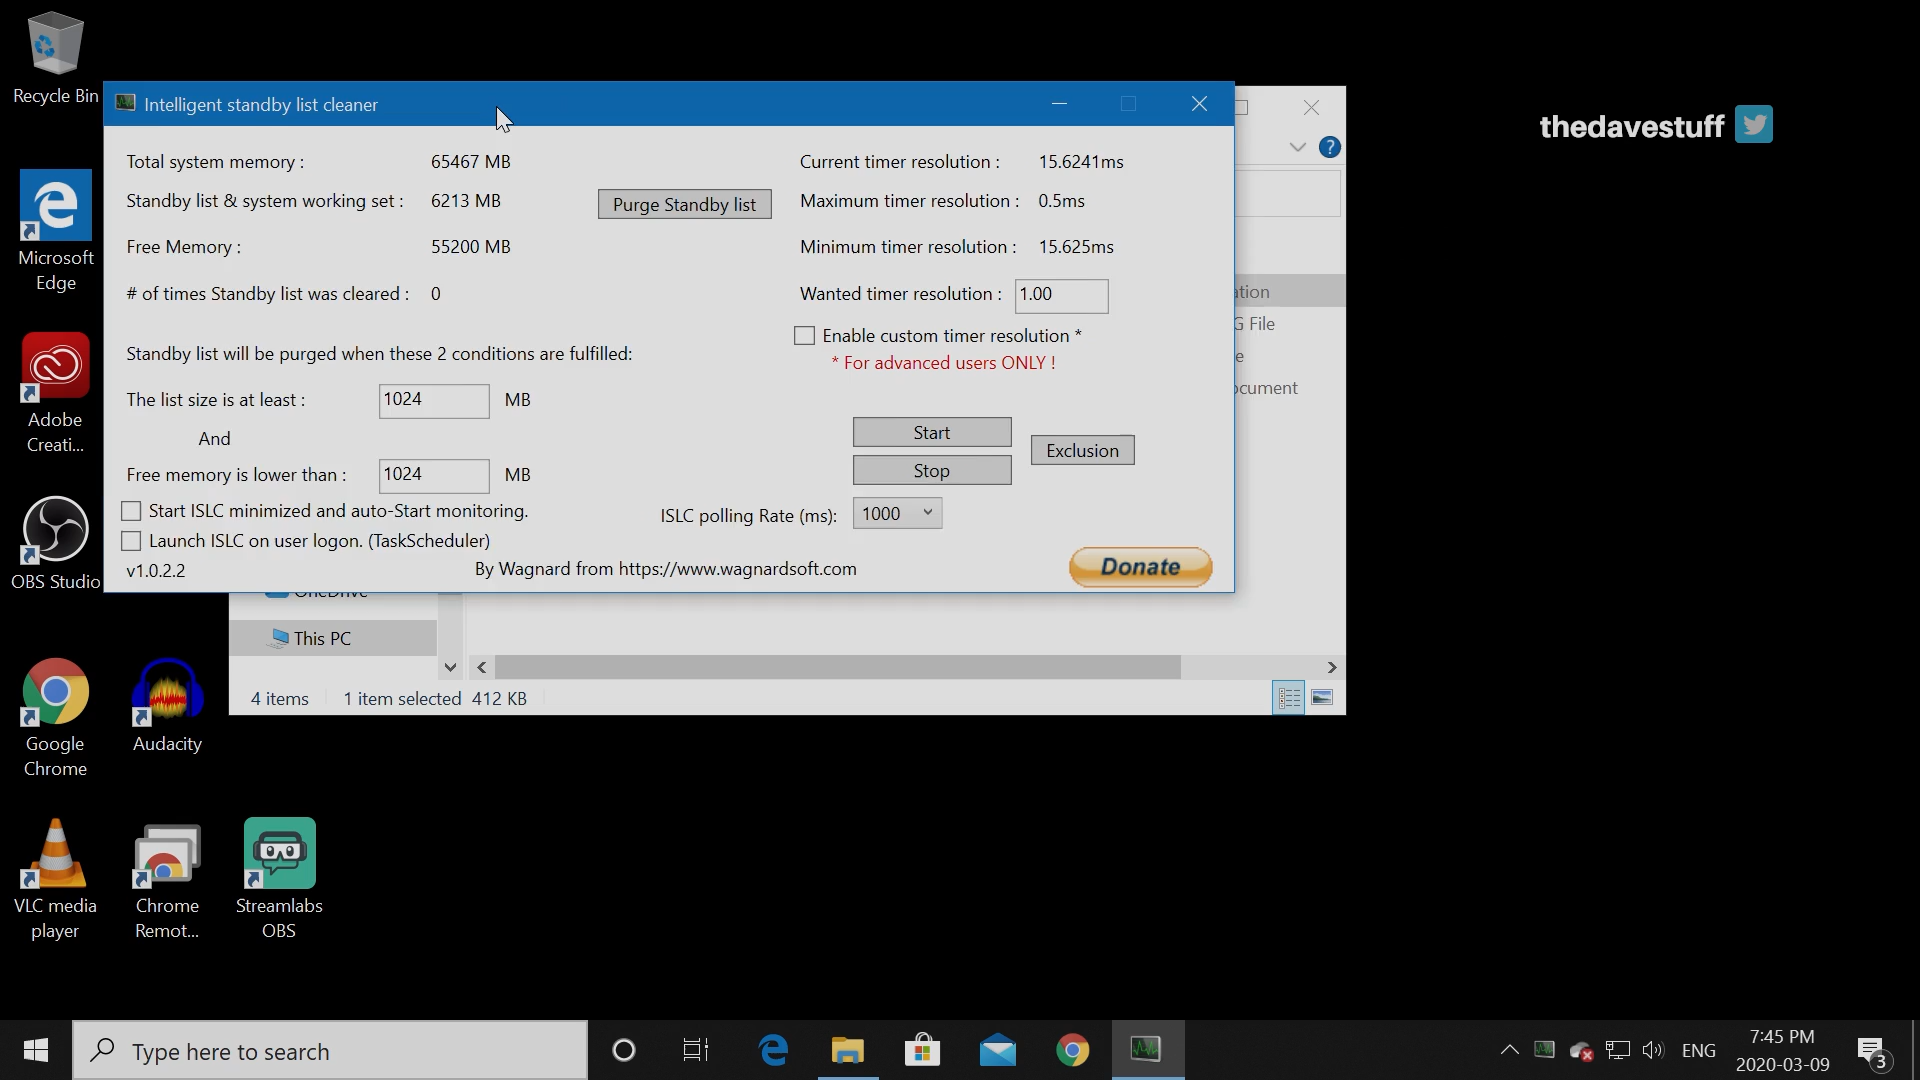 Recycle Bin
Microsoft
Edge
Adobe
Creati...
OBS Studio
Google
Chrome
Audacity
VLC media
player
Chrome
Remot...
Streamlabs
OBS
thedavestuff
Intelligent standby list cleaner
Total system memory : 65467 MB
Standby list & system working set : 6213 MB
Purge Standby list
Free Memory : 55200 MB
# of times Standby list was cleared : 0
Standby list will be purged when these 2 conditions are fulfilled:
The list size is at least : 1024 MB
And
Free memory is lower than : 1024 MB
Start ISLC minimized and auto-Start monitoring.
Launch ISLC on user logon. (TaskScheduler)
v1.0.2.2
By Wagnard from https://www.wagnardsoft.com
Current timer resolution : 15.6241ms
Maximum timer resolution : 0.5ms
Minimum timer resolution : 15.625ms
Wanted timer resolution : 1.00
Enable custom timer resolution *
* For advanced users ONLY !
Start
Stop
Exclusion
ISLC polling Rate (ms): 1000
Donate
?
ation
G File
e
ocument
OneDrive
This PC
4 items 1 item selected 412 KB
Type here to search
ENG
7:45 PM
2020-03-09
3